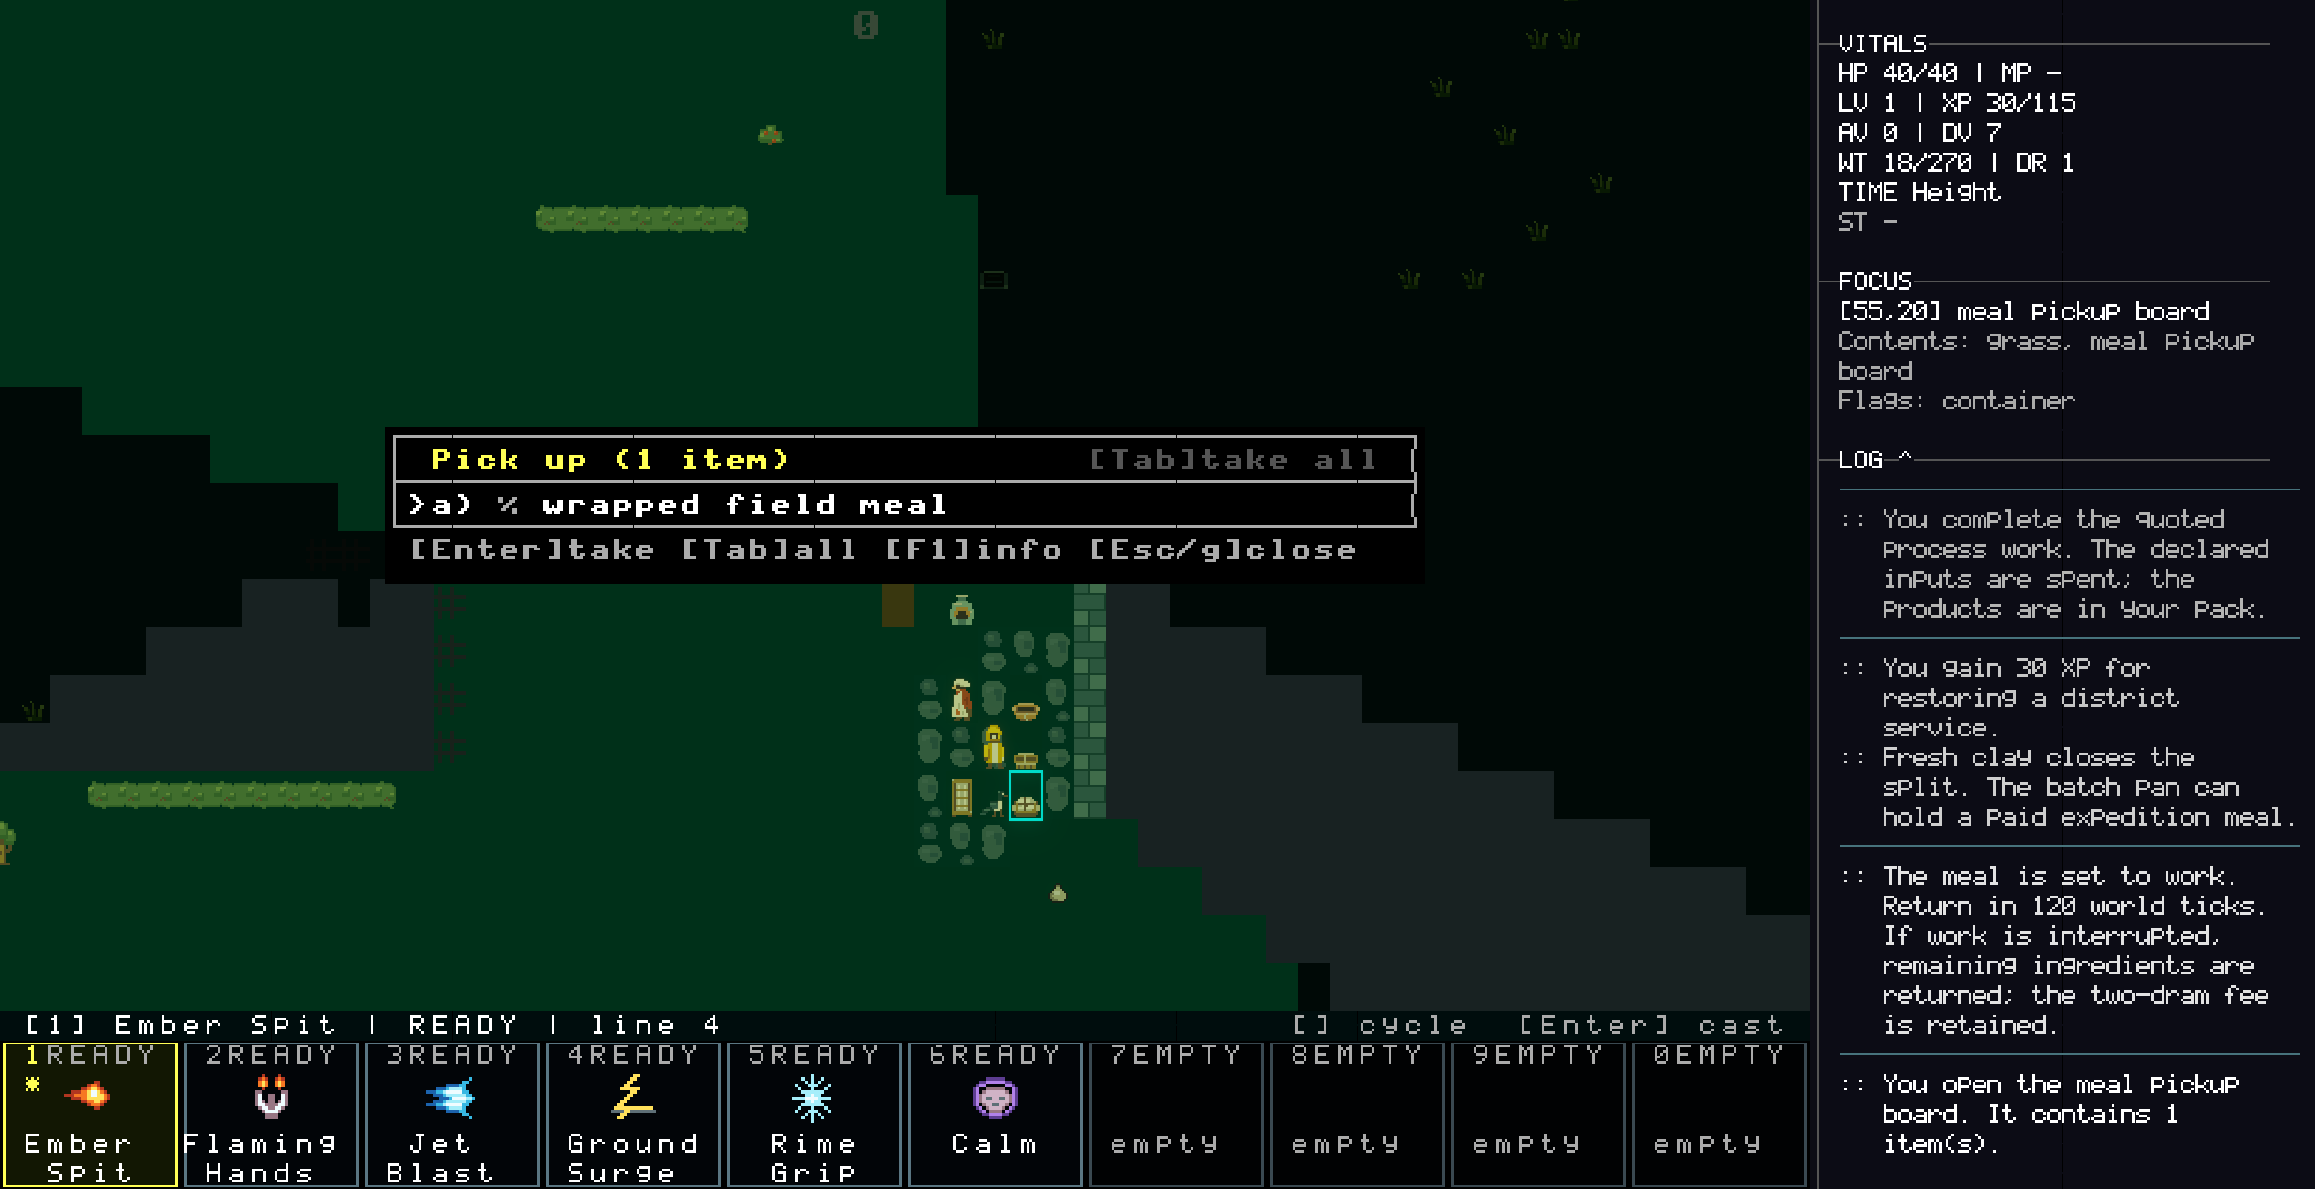 VITALS
HP 40/40 | MP -
LV 1 | XP 30/115
AV 0 | DV 7
WT 18/270 | DR 1
TIME Height
ST -
FOCUS
[55,20] meal pickup board
Contents: grass, meal pickup
board
Flags: container
LOG ^
:: You complete the quoted
process work. The declared
inputs are spent; the
products are in your pack.
:: You gain 30 XP for
restoring a district
service.
:: Fresh clay closes the
split. The batch pan can
hold a paid expedition meal.
:: The meal is set to work.
Return in 120 world ticks.
If work is interrupted,
remaining ingredients are
returned; the two-dram fee
is retained.
:: You open the meal pickup
board. It contains 1
item(s).
Pick up (1 item) [Tab]take all
>a) % wrapped field meal
[Enter]take [Tab]all [F1]info [Esc/g]close
[1] Ember Spit | READY | line 4 [] cycle [Enter] cast
1READY 2READY 3READY 4READY 5READY 6READY 7EMPTY 8EMPTY 9EMPTY 0EMPTY
*
Ember Flaming Jet Ground Rime Calm empty empty empty empty
Spit Hands Blast Surge Grip